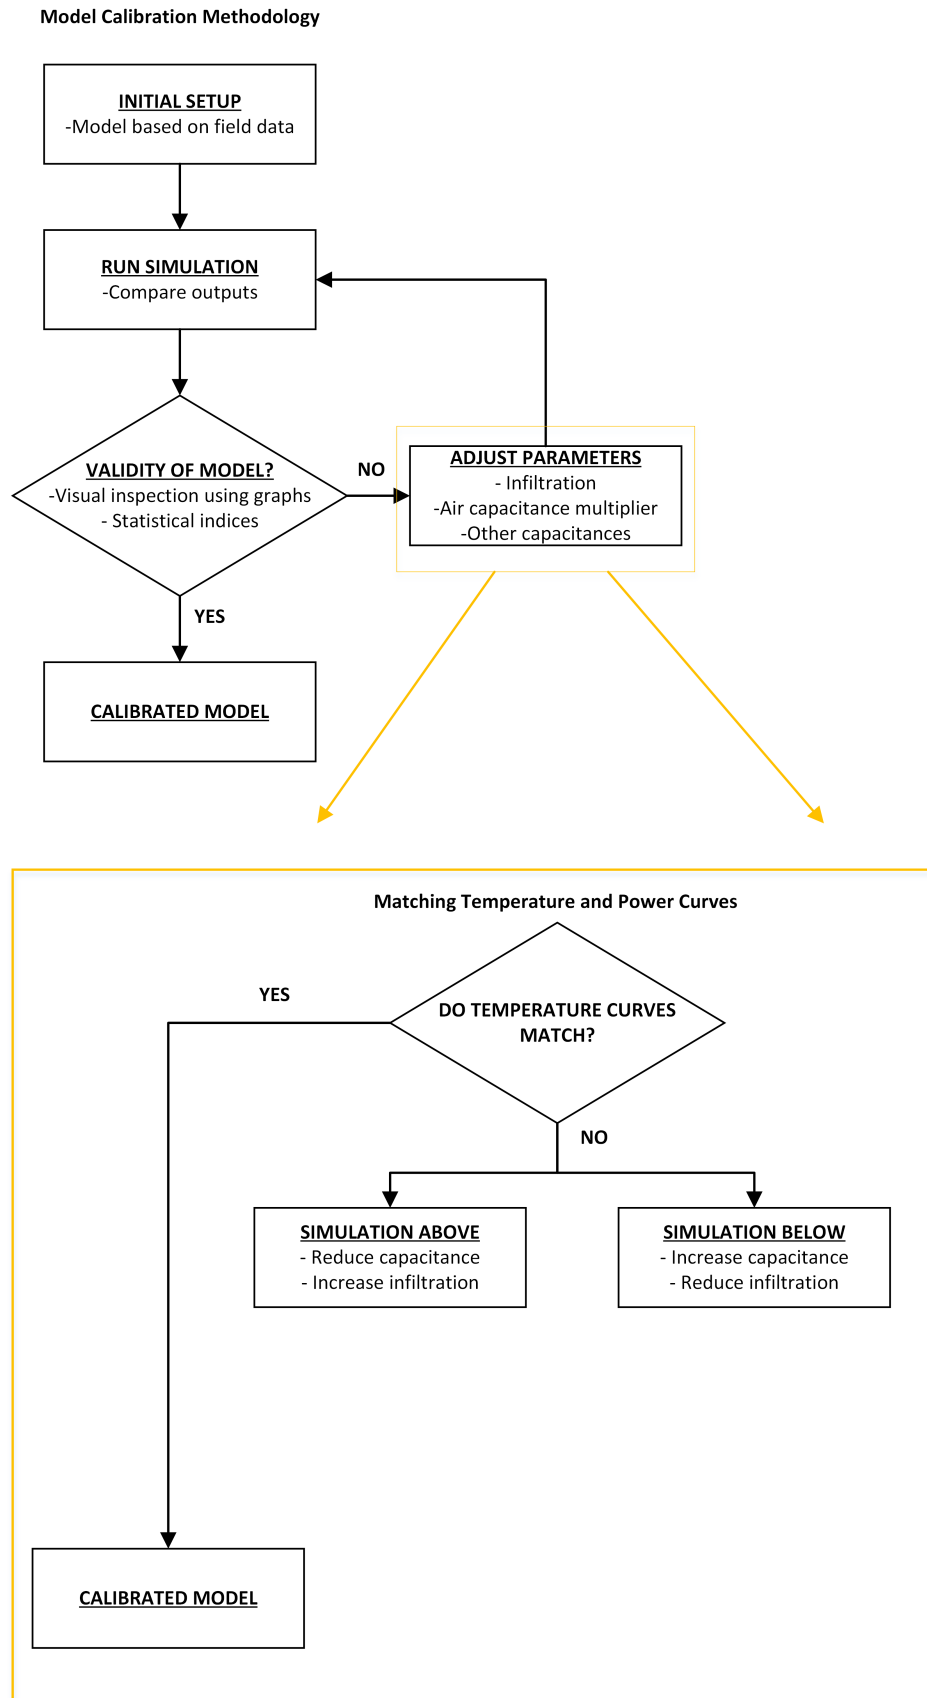 Model Calibration Methodology
INITIAL SETUP
-Model based on field data
RUN SIMULATION
-Compare outputs
VALIDITY OF MODEL?
-Visual inspection using graphs
- Statistical indices
NO
ADJUST PARAMETERS
- Infiltration
-Air capacitance multiplier
-Other capacitances
YES
CALIBRATED MODEL
Matching Temperature and Power Curves
YES
DO TEMPERATURE CURVES
MATCH?
NO
SIMULATION ABOVE
- Reduce capacitance
- Increase infiltration
SIMULATION BELOW
- Increase capacitance
- Reduce infiltration
CALIBRATED MODEL